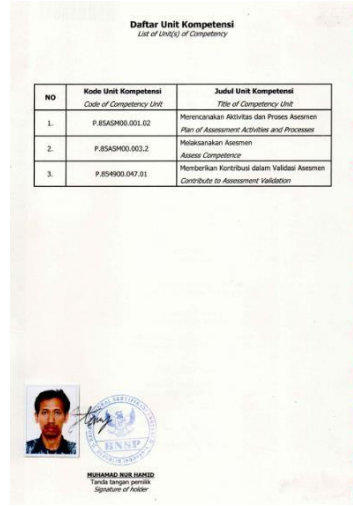 Daftar Unit Kompetensi
List of Unit(s) of Competency
NO
Kode Unit Kompetensi
Code of Competency Unit
Judul Unit Kompetensi
Title of Competency Unit
1.
P.85ASM00.001.02
Merencanakan Aktivitas dan Proses Asesmen
Plan of Assessment Activities and Processes
2.
P.85ASM00.003.2
Melaksanakan Asesmen
Assess Competence
3.
P.854900.047.01
Memberikan Kontribusi dalam Validasi Asesmen
Contribute to Assessment Validation
BNSP
MUHAMAD NUR HAMID
Tanda tangan pemilik
Signature of holder